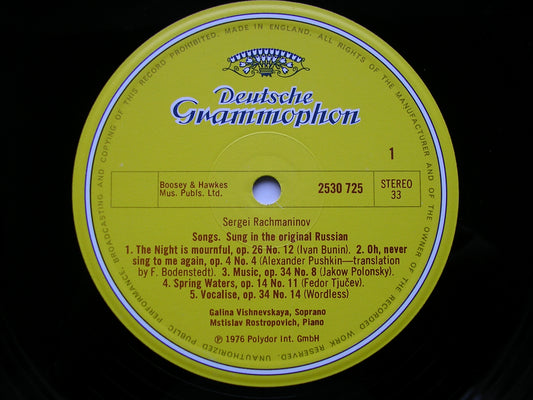 Deutsche
Grammophon
1
Boosey & Hawkes
Mus. Publs. Ltd.
2530 725
STEREO
33
Sergei Rachmaninov
Songs. Sung in the original Russian
1. The Night is mournful, op. 26 No. 12 (Ivan Bunin). 2. Oh, never
sing to me again, op. 4 No. 4 (Alexander Pushkin—translation
by F. Bodenstedt). 3. Music, op. 34 No. 8 (Jakow Polonsky).
4. Spring Waters, op. 14 No. 11 (Fedor Tjučev)
5. Vocalise, op. 34 No. 14 (Wordless)
Galina Vishnevskaya, Soprano
Mstislav Rostropovich, Piano
℗ 1976 Polydor Int. GmbH
ALL RIGHTS OF THE MANUFACTURER AND OF THE OWNER OF THE RECORDED WORK RESERVED. UNAUTHORIZED PUBLIC PERFORMANCE, BROADCASTING AND COPYING OF THIS RECORD PROHIBITED. MADE IN